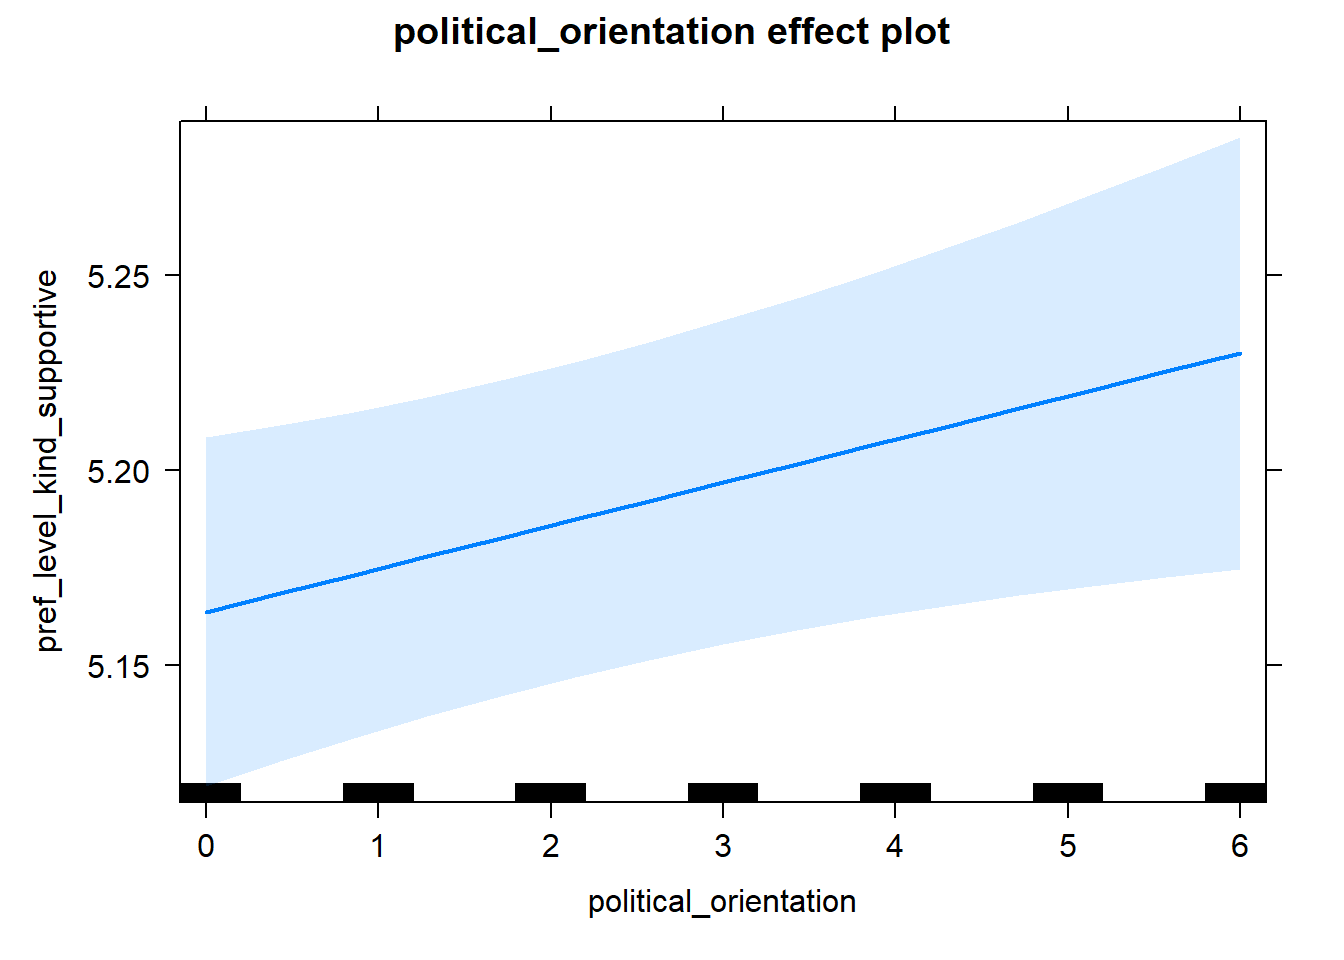 political_orientation effect plot
pref_level_kind_supportive
5.25
5.20
5.15
0 1 2 3 4 5 6
political_orientation